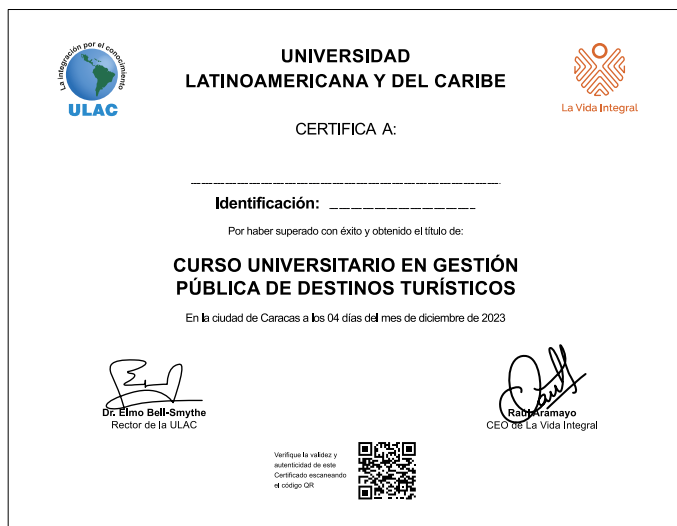 La integración por el conocimiento
ULAC
UNIVERSIDAD
LATINOAMERICANA Y DEL CARIBE
La Vida Integral
CERTIFICA A:
Identificación:
Por haber superado con éxito y obtenido el título de:
CURSO UNIVERSITARIO EN GESTIÓN
PÚBLICA DE DESTINOS TURÍSTICOS
En la ciudad de Caracas a los 04 días del mes de diciembre de 2023
Dr. Elmo Bell-Smythe
Rector de la ULAC
Raúl Aramayo
CEO de La Vida Integral
Verifique la validez y
autenticidad de este
Certificado escaneando
el código QR